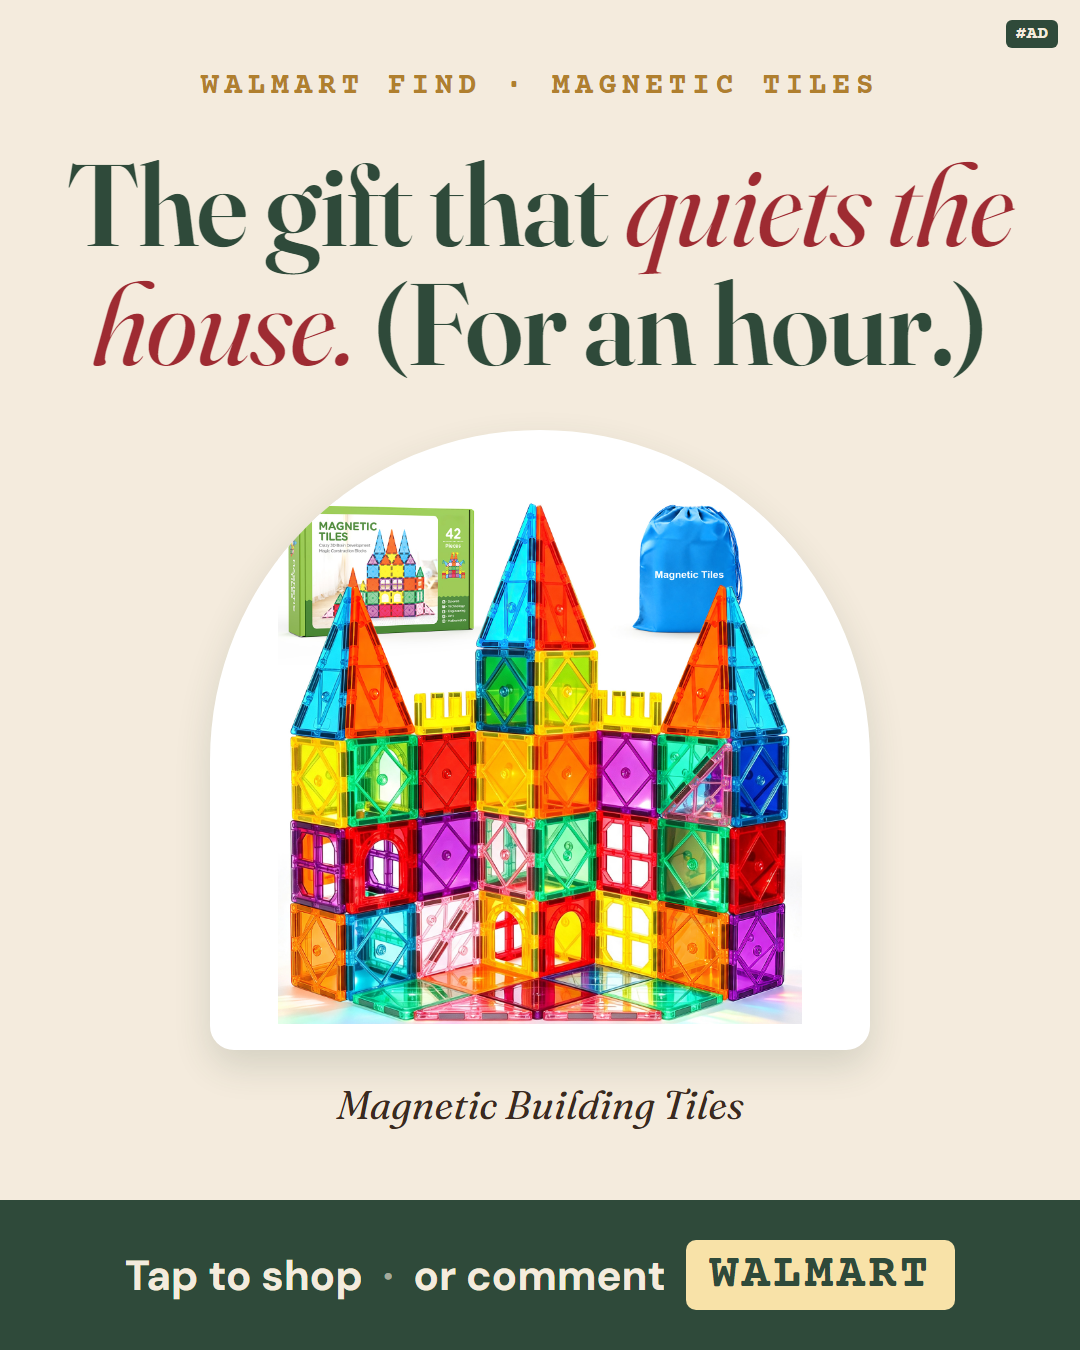 #AD
WALMART FIND · MAGNETIC TILES
The gift that quiets the
house. (For an hour.)
MAGNETIC
TILES
42
Pieces
Magnetic Tiles
Magnetic Building Tiles
Tap to shop · or comment WALMART